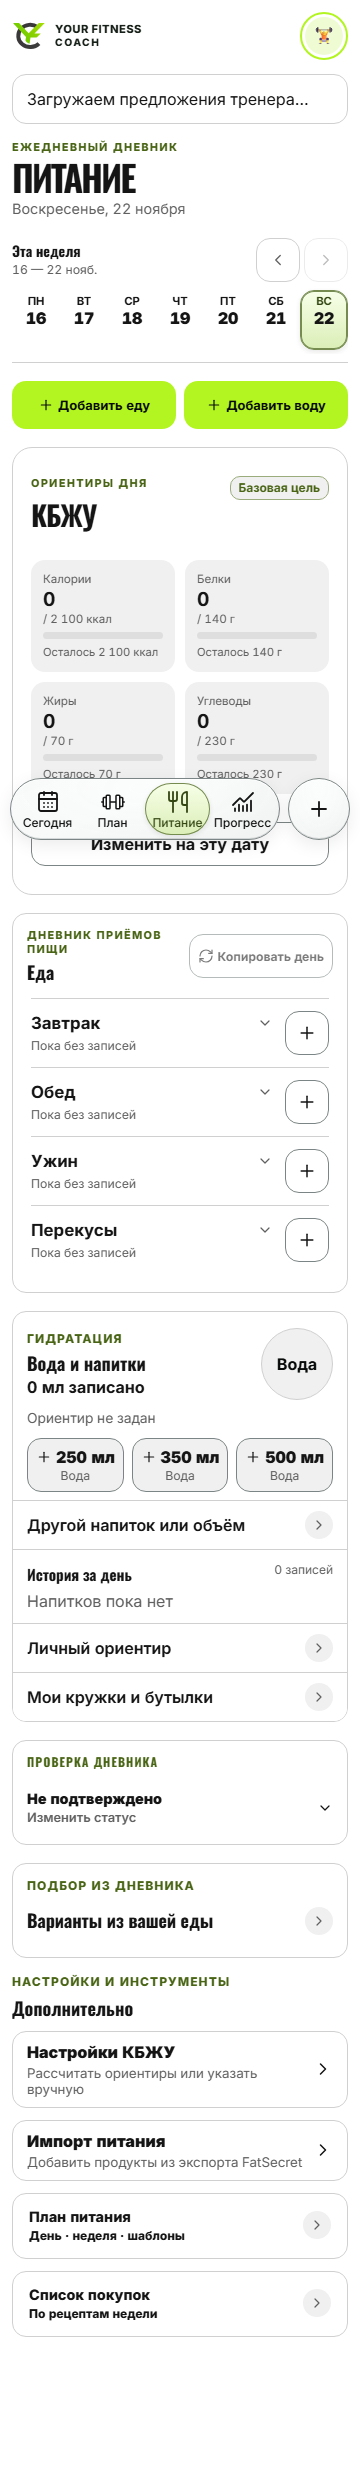 YOUR FITNESS
COACH
Загружаем предложения тренера...
ЕЖЕДНЕВНЫЙ ДНЕВНИК
ПИТАНИЕ
Воскресенье, 22 ноября
Эта неделя
16 — 22 нояб.
ПН ВТ СР ЧТ ПТ СБ ВС
16 17 18 19 20 21 22
+ Добавить еду + Добавить воду
ОРИЕНТИРЫ ДНЯ Базовая цель
КБЖУ
Калории Белки
0 0
/ 2 100 ккал / 140 г
Осталось 2 100 ккал Осталось 140 г
Жиры Углеводы
0 0
/ 70 г / 230 г
Осталось 70 г Осталось 230 г
Сегодня План Питание Прогресс +
Изменить на эту дату
ДНЕВНИК ПРИЁМОВ
ПИЩИ
Еда
Копировать день
Завтрак
Пока без записей
Обед
Пока без записей
Ужин
Пока без записей
Перекусы
Пока без записей
ГИДРАТАЦИЯ
Вода и напитки
0 мл записано
Вода
Ориентир не задан
+ 250 мл + 350 мл + 500 мл
Вода Вода Вода
Другой напиток или объём
История за день 0 записей
Напитков пока нет
Личный ориентир
Мои кружки и бутылки
ПРОВЕРКА ДНЕВНИКА
Не подтверждено
Изменить статус
ПОДБОР ИЗ ДНЕВНИКА
Варианты из вашей еды
НАСТРОЙКИ И ИНСТРУМЕНТЫ
Дополнительно
Настройки КБЖУ
Рассчитать ориентиры или указать
вручную
Импорт питания
Добавить продукты из экспорта FatSecret
План питания
День · неделя · шаблоны
Список покупок
По рецептам недели